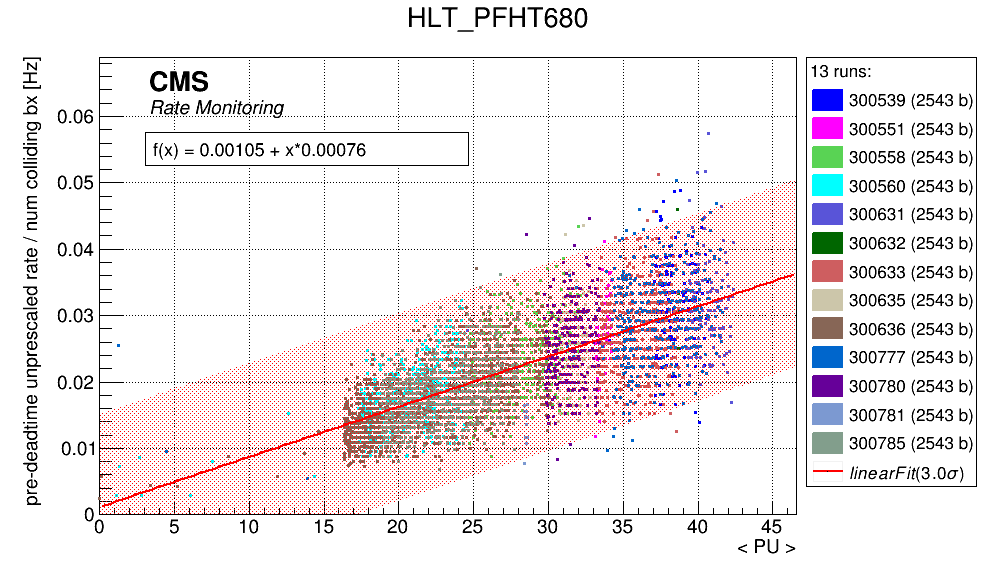 HLT_PFHT680
pre-deadtime unprescaled rate / num colliding bx [Hz]
CMS
Rate Monitoring
f(x) = 0.00105 + x*0.00076
0.06
0.05
0.04
0.03
0.02
0.01
0
0 5 10 15 20 25 30 35 40 45
< PU >
13 runs:
300539 (2543 b)
300551 (2543 b)
300558 (2543 b)
300560 (2543 b)
300631 (2543 b)
300632 (2543 b)
300633 (2543 b)
300635 (2543 b)
300636 (2543 b)
300777 (2543 b)
300780 (2543 b)
300781 (2543 b)
300785 (2543 b)
linearFit(3.0σ)